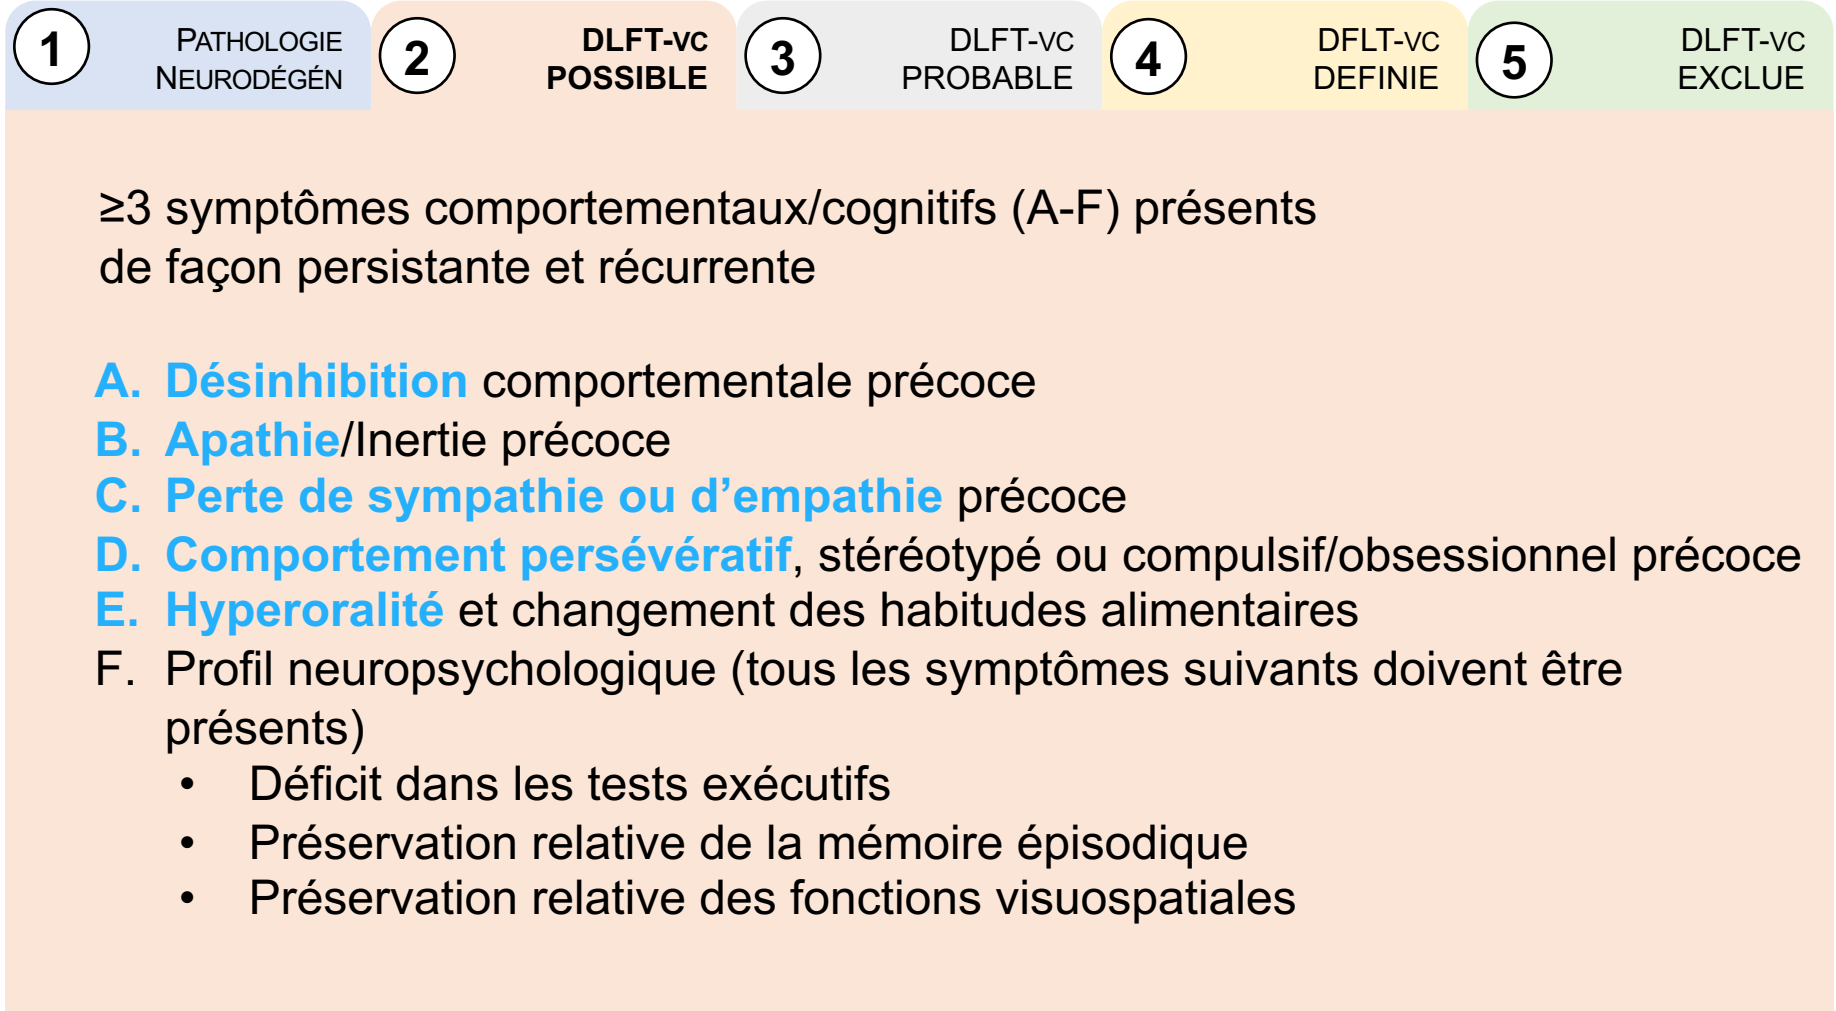 1 PATHOLOGIE
NEURODÉGÉN
2 DLFT-VC
POSSIBLE
3 DLFT-VC
PROBABLE
4 DFLT-VC
DEFINIE
5 DLFT-VC
EXCLUE
≥3 symptômes comportementaux/cognitifs (A-F) présents
de façon persistante et récurrente
A. Désinhibition comportementale précoce
B. Apathie/Inertie précoce
C. Perte de sympathie ou d’empathie précoce
D. Comportement persévératif, stéréotypé ou compulsif/obsessionnel précoce
E. Hyperoralité et changement des habitudes alimentaires
F. Profil neuropsychologique (tous les symptômes suivants doivent être
présents)
• Déficit dans les tests exécutifs
• Préservation relative de la mémoire épisodique
• Préservation relative des fonctions visuospatiales